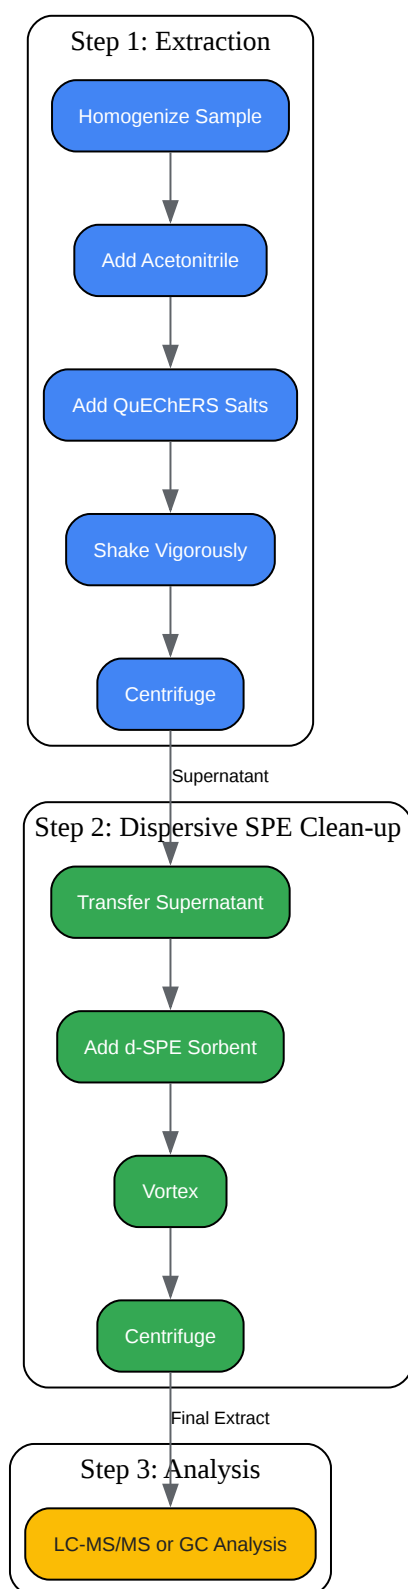 Step 1: Extraction
Homogenize Sample
Add Acetonitrile
Add QuEChERS Salts
Shake Vigorously
Centrifuge
Supernatant
Step 2: Dispersive SPE Clean-up
Transfer Supernatant
Add d-SPE Sorbent
Vortex
Centrifuge
Final Extract
Step 3: Analysis
LC-MS/MS or GC Analysis